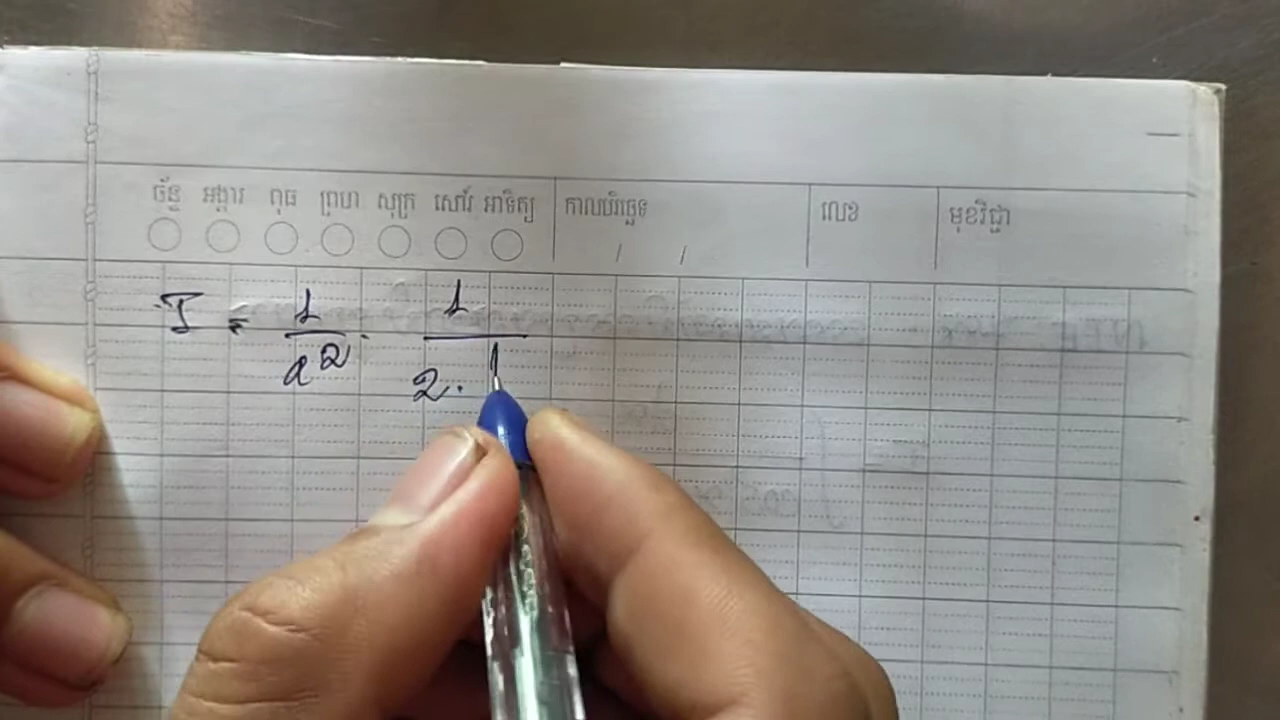 ច័ន្ទ អង្គារ ពុធ ព្រហ សុក្រ សៅរ៍ អាទិត្យ កាលបរិច្ឆេទ លេខ មុខវិជ្ជា
/ /
I = 1/a² · 1/2 · 1